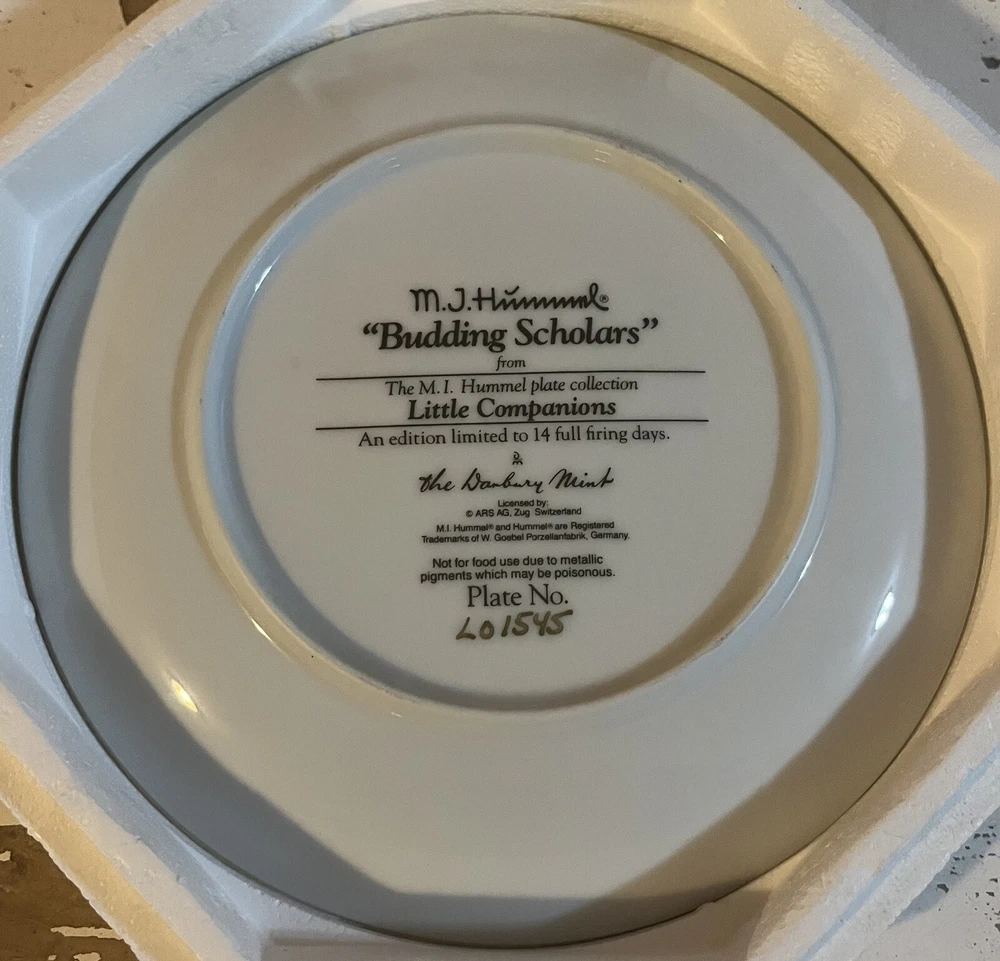 M.J.Hummel®
“Budding Scholars”
from
The M.I. Hummel plate collection
Little Companions
An edition limited to 14 full firing days.
The Danbury Mint
Licensed by:
© ARS AG, Zug Switzerland
M.I. Hummel® and Hummel® are Registered
Trademarks of W. Goebel Porzellanfabrik, Germany.
Not for food use due to metallic
pigments which may be poisonous.
Plate No.
LO1545